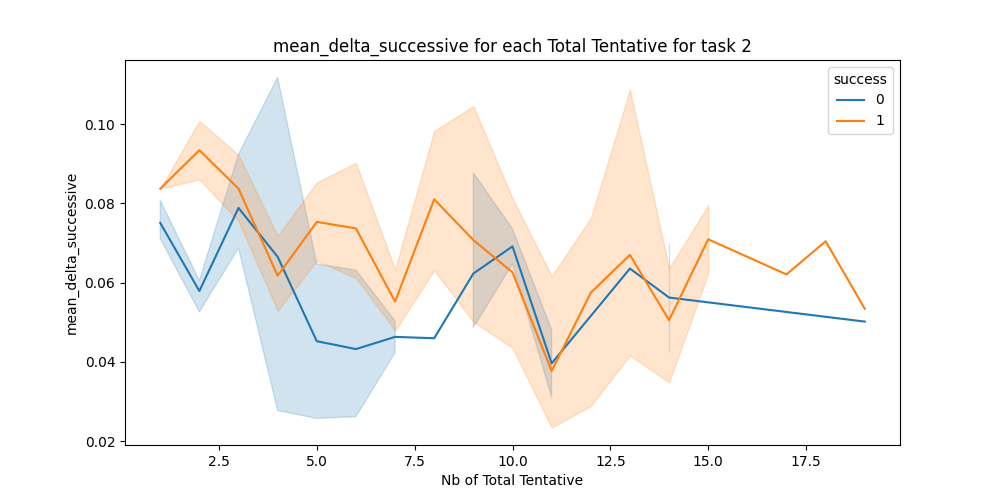 mean_delta_successive for each Total Tentative for task 2
success
0
1
mean_delta_successive
0.10
0.08
0.06
0.04
0.02
2.5 5.0 7.5 10.0 12.5 15.0 17.5
Nb of Total Tentative